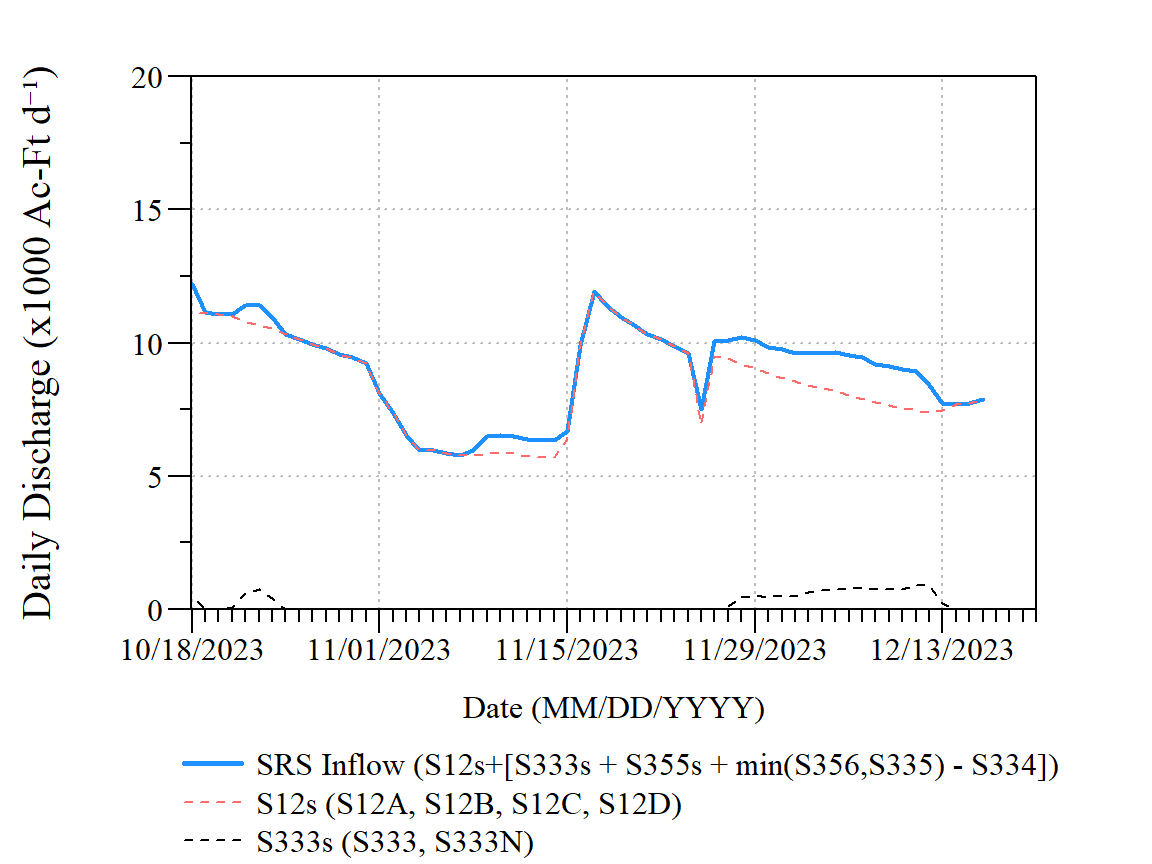 Daily Discharge (x1000 Ac-Ft d⁻¹)
20
15
10
5
0
10/18/2023 11/01/2023 11/15/2023 11/29/2023 12/13/2023
Date (MM/DD/YYYY)
SRS Inflow (S12s+[S333s + S355s + min(S356,S335) - S334])
S12s (S12A, S12B, S12C, S12D)
S333s (S333, S333N)